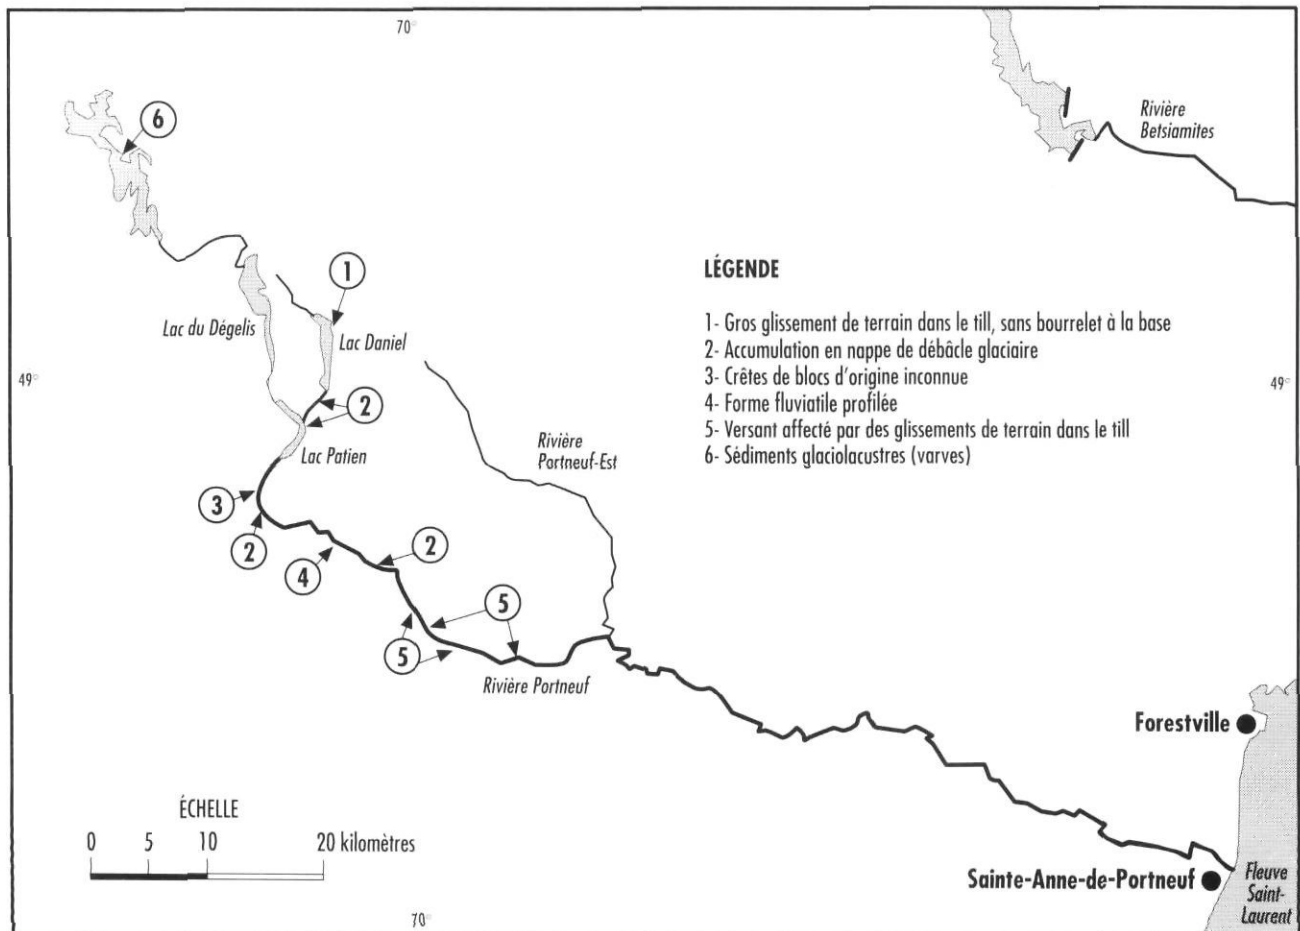 70°
6
Rivière
Betsiamites
1
LÉGENDE
Lac du Dégelis
Lac Daniel
1- Gros glissement de terrain dans le till, sans bourrelet à la base
2- Accumulation en nappe de débâcle glaciaire
3- Crêtes de blocs d'origine inconnue
4- Forme fluviatile profilée
5- Versant affecté par des glissements de terrain dans le till
6- Sédiments glaciolacustres (varves)
49°
49°
2
Rivière
Portneuf-Est
Lac Patien
3
2
2
4
5
5
Rivière Portneuf
Forestville
ÉCHELLE
0 5 10 20 kilomètres
Sainte-Anne-de-Portneuf
Fleuve
Saint-
Laurent
70°